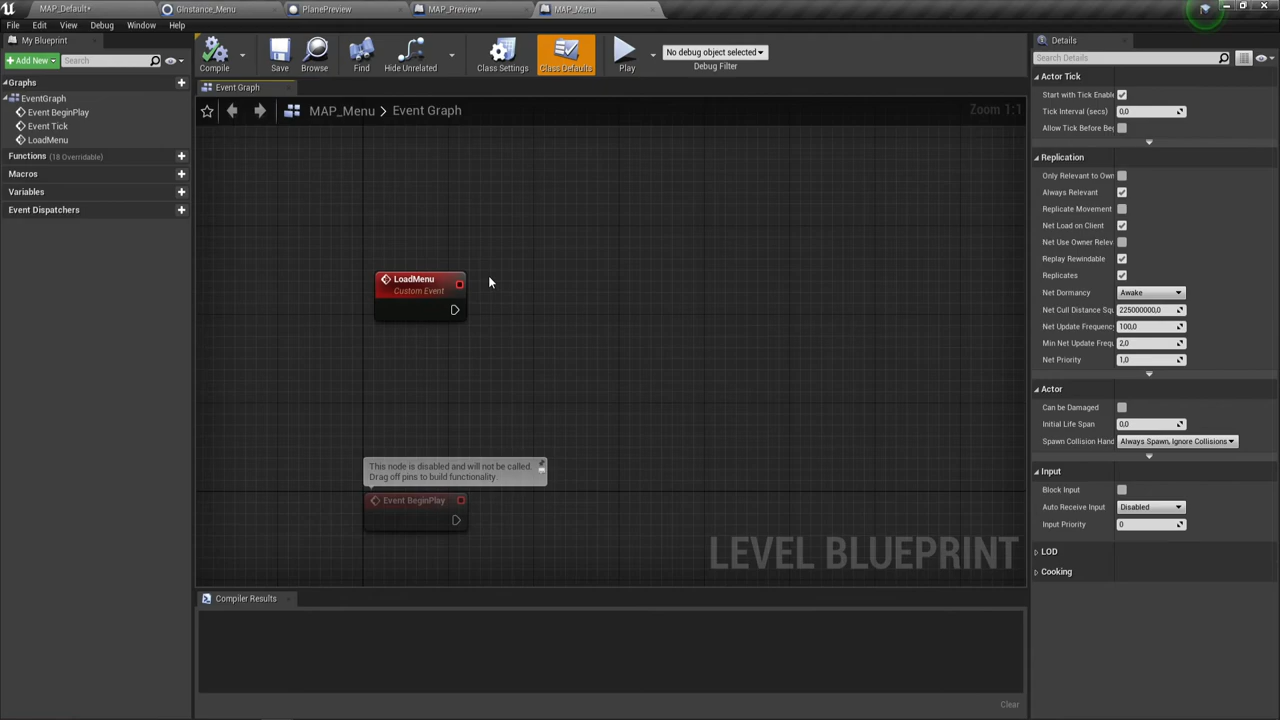 MAP_Default•
GInstance_Menu
PlanePreview
MAP_Preview•
MAP_Menu
File Edit View Debug Window Help
My Blueprint
Add New
Search
Graphs
EventGraph
Event BeginPlay
Event Tick
LoadMenu
Functions (18 Overridable)
Macros
Variables
Event Dispatchers
Compile
Save
Browse
Find
Hide Unrelated
Class Settings
Class Defaults
Play
No debug object selected
Debug Filter
Event Graph
MAP_Menu > Event Graph
Zoom 1:1
LoadMenu
Custom Event
This node is disabled and will not be called.
Drag off pins to build functionality.
Event BeginPlay
LEVEL BLUEPRINT
Compiler Results
Clear
Details
Search Details
Actor Tick
Start with Tick Enable
Tick Interval (secs) 0,0
Allow Tick Before Beg
Replication
Only Relevant to Own
Always Relevant
Replicate Movement
Net Load on Client
Net Use Owner Relev
Replay Rewindable
Replicates
Net Dormancy Awake
Net Cull Distance Squ 225000000,0
Net Update Frequency 100,0
Min Net Update Freq 2,0
Net Priority 1,0
Actor
Can be Damaged
Initial Life Span 0,0
Spawn Collision Hand Always Spawn, Ignore Collisions
Input
Block Input
Auto Receive Input Disabled
Input Priority 0
LOD
Cooking